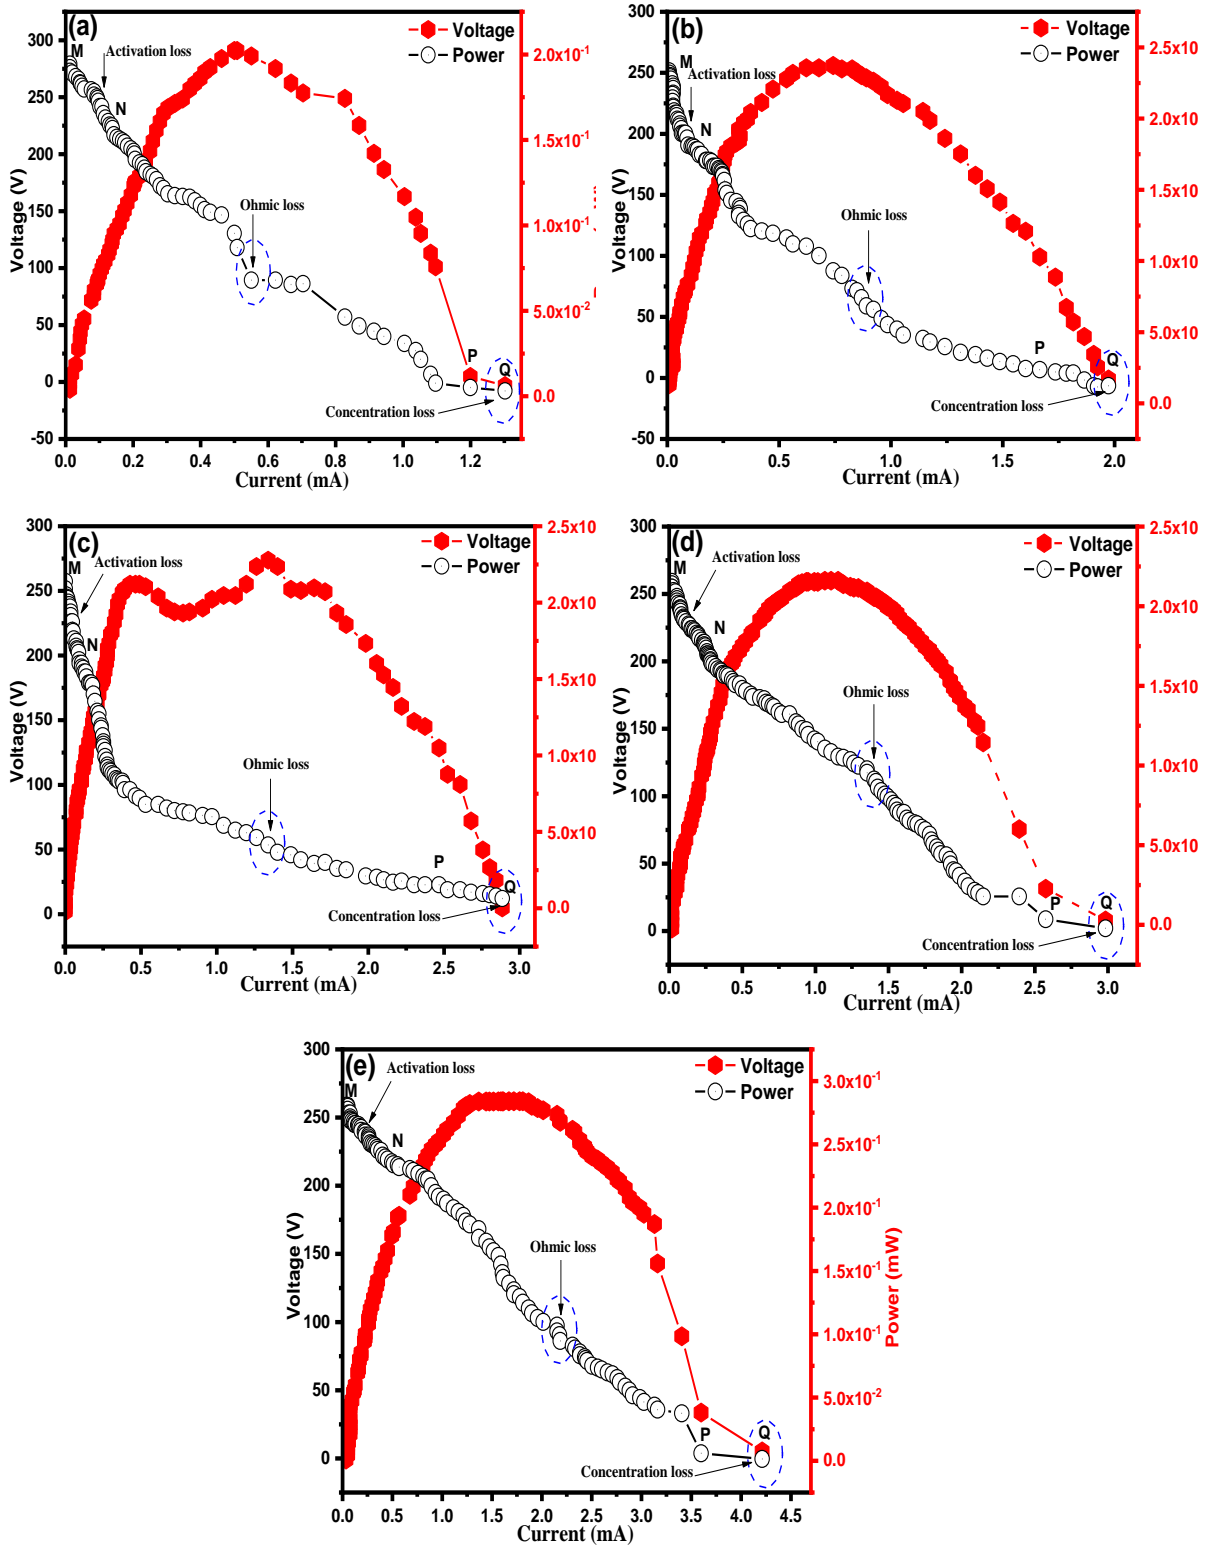 (a)
Voltage
Power
M
Activation loss
N
Ohmic loss
P
Q
Concentration loss
300
250
200
150
100
50
0
-50
Voltage (V)
0.0 0.2 0.4 0.6 0.8 1.0 1.2
Current (mA)
2.0x10-1
1.5x10-1
1.0x10-1
5.0x10-2
0.0
(b)
Voltage
Power
M
Activation loss
N
Ohmic loss
P
Q
Concentration loss
300
250
200
150
100
50
0
-50
Voltage (V)
0.0 0.5 1.0 1.5 2.0
Current (mA)
2.5x10
2.0x10
1.5x10
1.0x10
5.0x10
0.0
(c)
Voltage
Power
M
Activation loss
N
Ohmic loss
P
Q
Concentration loss
300
250
200
150
100
50
0
Voltage (V)
0.0 0.5 1.0 1.5 2.0 2.5 3.0
Current (mA)
2.5x10
2.0x10
1.5x10
1.0x10
5.0x10
0.0
(d)
Voltage
Power
M
Activation loss
N
Ohmic loss
P
Q
Concentration loss
300
250
200
150
100
50
0
Voltage (V)
0.0 0.5 1.0 1.5 2.0 2.5 3.0
Current (mA)
2.5x10
2.0x10
1.5x10
1.0x10
5.0x10
0.0
(e)
Voltage
Power
M
Activation loss
N
Ohmic loss
P
Q
Concentration loss
300
250
200
150
100
50
0
Voltage (V)
0.0 0.5 1.0 1.5 2.0 2.5 3.0 3.5 4.0 4.5
Current (mA)
3.0x10-1
2.5x10-1
2.0x10-1
1.5x10-1
1.0x10-1
5.0x10-2
0.0
Power (mW)